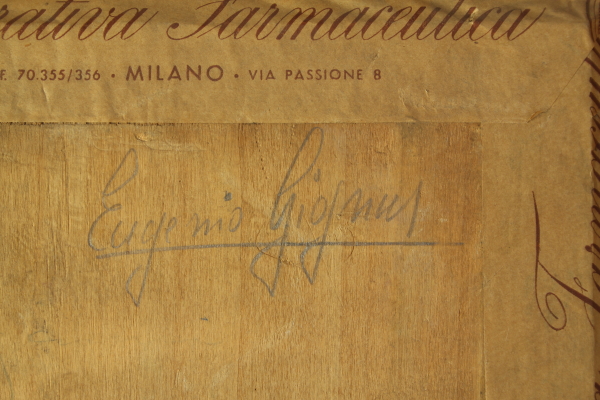 rativa Farmaceutica
F. 70.355/356 · MILANO · VIA PASSIONE 8
Eugenio Gignous